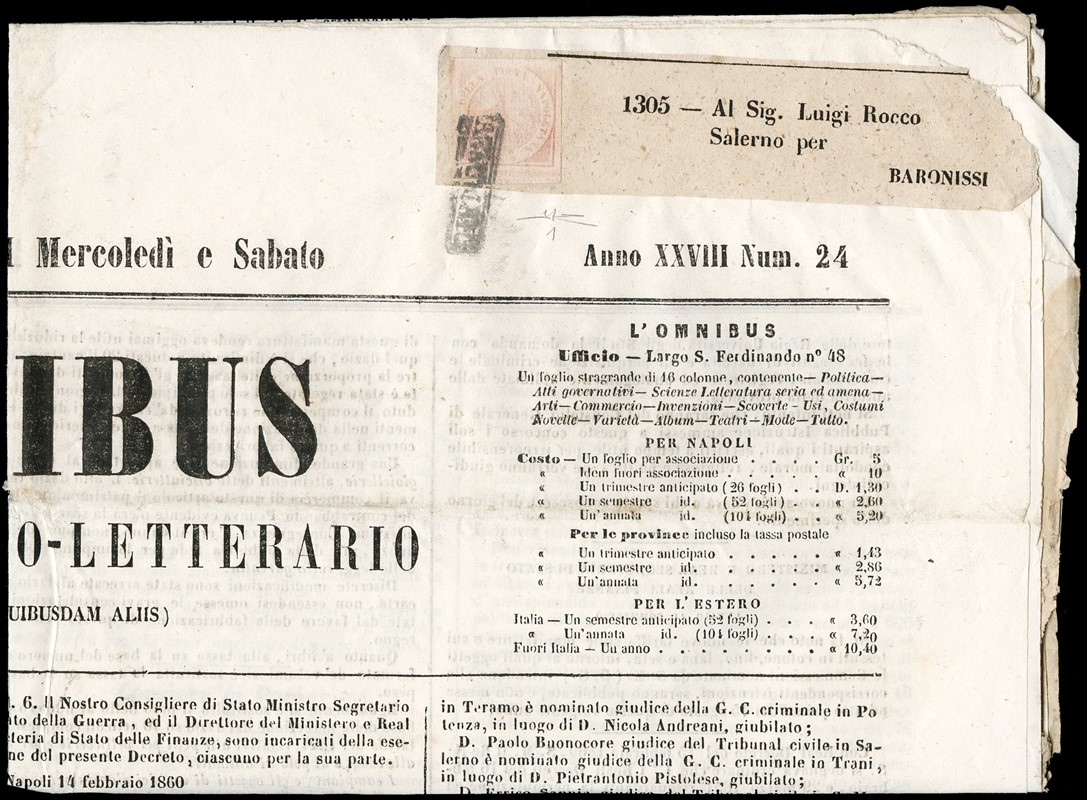 1305 — Al Sig. Luigi Rocco
Salerno per
BARONISSI
ANNULLATO
Mercoledì e Sabato
Anno XXVIII Num. 24
IBUS
O-LETTERARIO
UIBUSDAM ALIIS)
L'OMNIBUS
Ufficio — Largo S. Ferdinando n° 48
Un foglio stragrande di 16 colonne, contenente— Politica—
Atti governativi— Scienze Letteratura seria ed amena—
Arti—Commercio—Invenzioni—Scoverte - Usi, Costumi
Novelle—Varietà—Album—Teatri—Mode—Tutto.
PER NAPOLI
Costo— Un foglio per associazione . . . Gr. 5
« Idem fuori associazione . . . « 10
« Un trimestre anticipato (26 fogli) . . D. 1,30
« Un semestre id. (52 fogli) . . « 2,60
« Un'annata id. (104 fogli) . . « 5,20
Per le province incluso la tassa postale
« Un trimestre anticipato . . . . . « 1,43
« Un semestre id. . . . . . « 2,86
« Un'annata id. . . . . . « 5,72
PER L'ESTERO
Italia — Un semestre anticipato (52 fogli) . . . « 3,60
« Un'annata id. (104 fogli) . . . « 7,20
Fuori Italia — Un anno . . . . . . . . « 10,40
. 6. Il Nostro Consigliere di Stato Ministro Segretario
to della Guerra, ed il Direttore del Ministero e Real
teria di Stato delle Finanze, sono incaricati della ese-
ne del presente Decreto, ciascuno per la sua parte.
Napoli 14 febbraio 1860
in Teramo è nominato giudice della G. C. criminale in Po
tenza, in luogo di D. Nicola Andreani, giubilato;
D. Paolo Buonocore giudice del Tribunal civile in Sa-
lerno è nominato giudice della G. C. criminale in Trani,
in luogo di D. Pietrantonio Pistolese, giubilato;